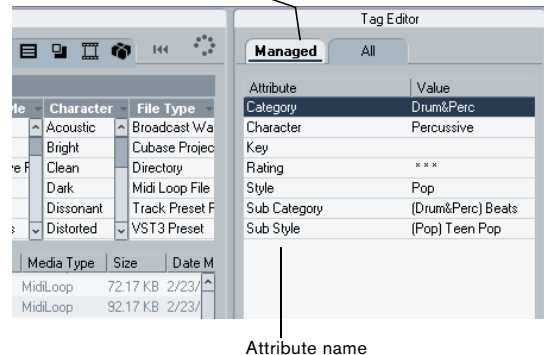 Tag Editor
Managed All
Attribute Value
Category Drum&Perc
Character Percussive
Key
Rating * * *
Style Pop
Sub Category (Drum&Perc) Beats
Sub Style (Pop) Teen Pop
Character File Type
Acoustic Broadcast Wa
Bright Cubase Projec
Clean Directory
Dark Midi Loop File
Dissonant Track Preset F
Distorted VST3 Preset
Media Type Size Date M
MidiLoop 72.17 KB 2/23/
MidiLoop 92.17 KB 2/23/
Attribute name